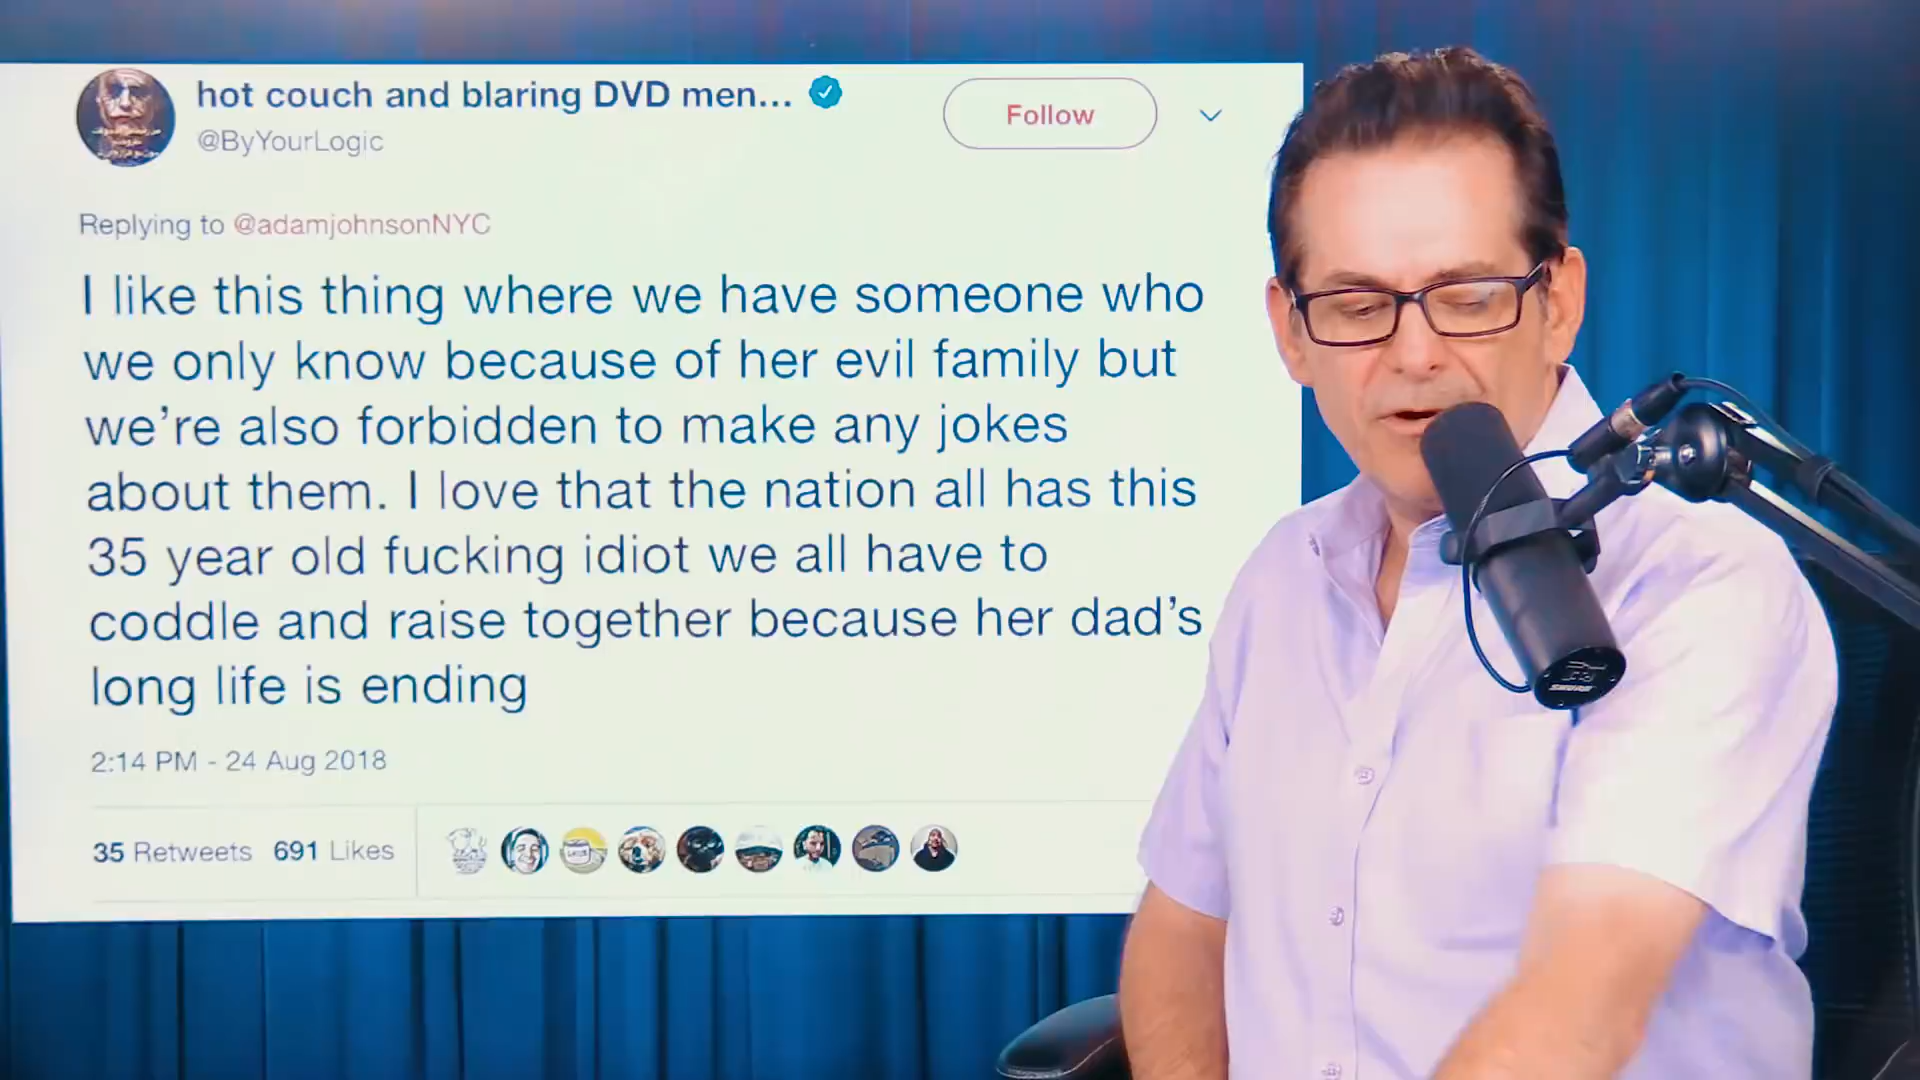 hot couch and blaring DVD men...
@ByYourLogic
Follow
Replying to @adamjohnsonNYC
I like this thing where we have someone who
we only know because of her evil family but
we’re also forbidden to make any jokes
about them. I love that the nation all has this
35 year old fucking idiot we all have to
coddle and raise together because her dad’s
long life is ending
2:14 PM - 24 Aug 2018
35 Retweets 691 Likes
SHURE